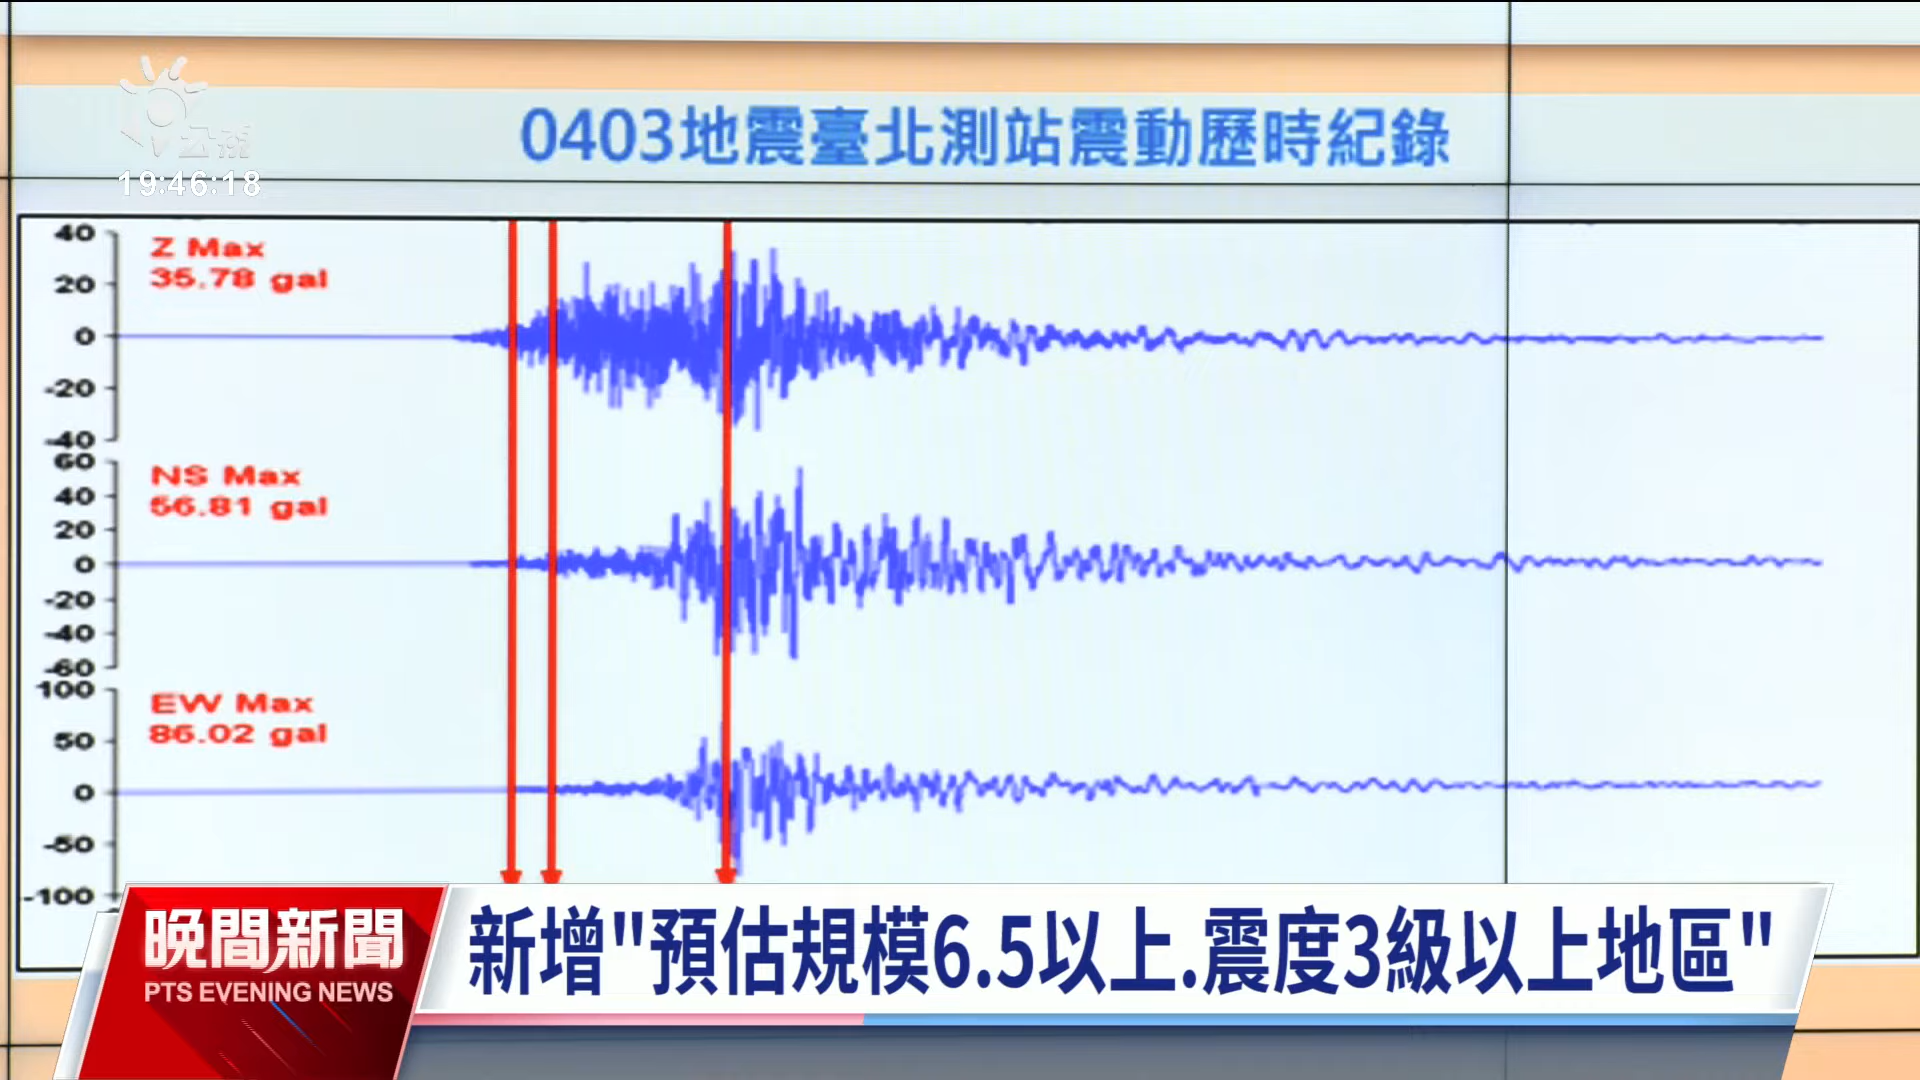 公視
19:46:18
0403地震臺北測站震動歷時紀錄
40
20
0
-20
-40
Z Max
35.78 gal
60
40
20
0
-20
-40
-60
NS Max
56.81 gal
100
50
0
-50
-100
EW Max
86.02 gal
晚間新聞
PTS EVENING NEWS
新增"預估規模6.5以上.震度3級以上地區"